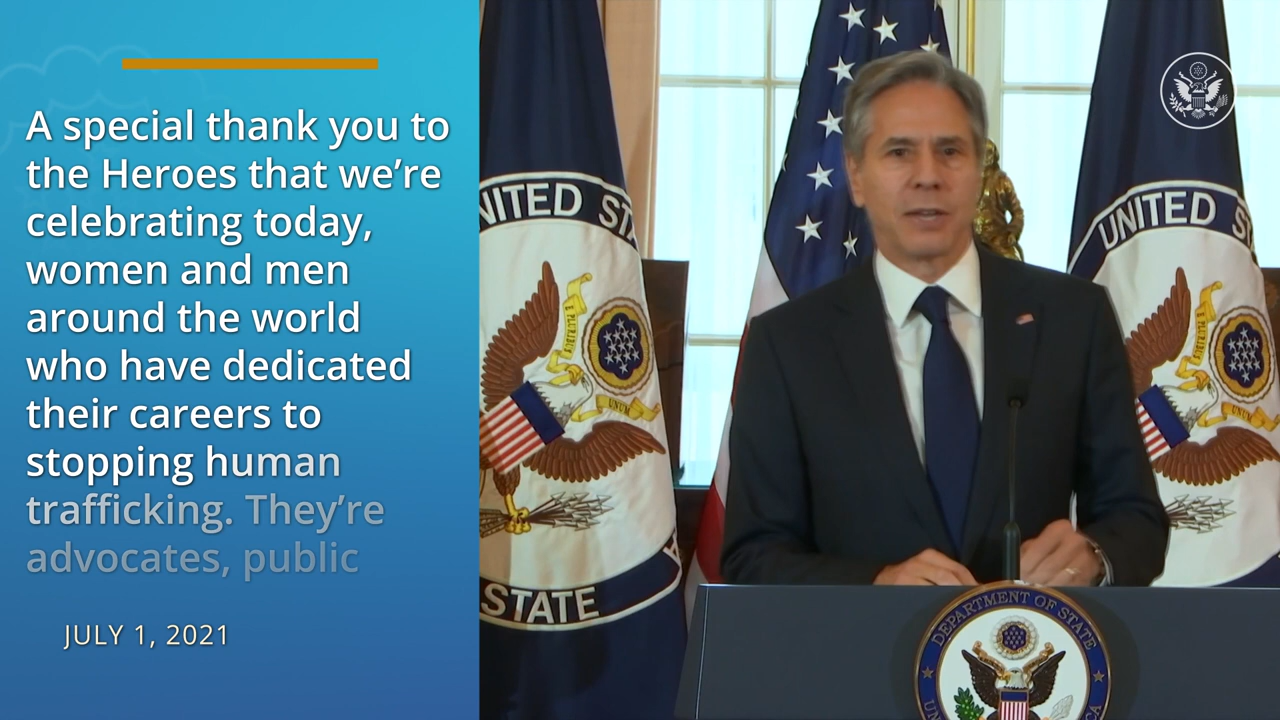 A special thank you to
the Heroes that we’re
celebrating today,
women and men
around the world
who have dedicated
their careers to
stopping human
trafficking. They’re
advocates, public
JULY 1, 2021
UNITED STA
STATE
UNITED S
DEPARTMENT OF STATE